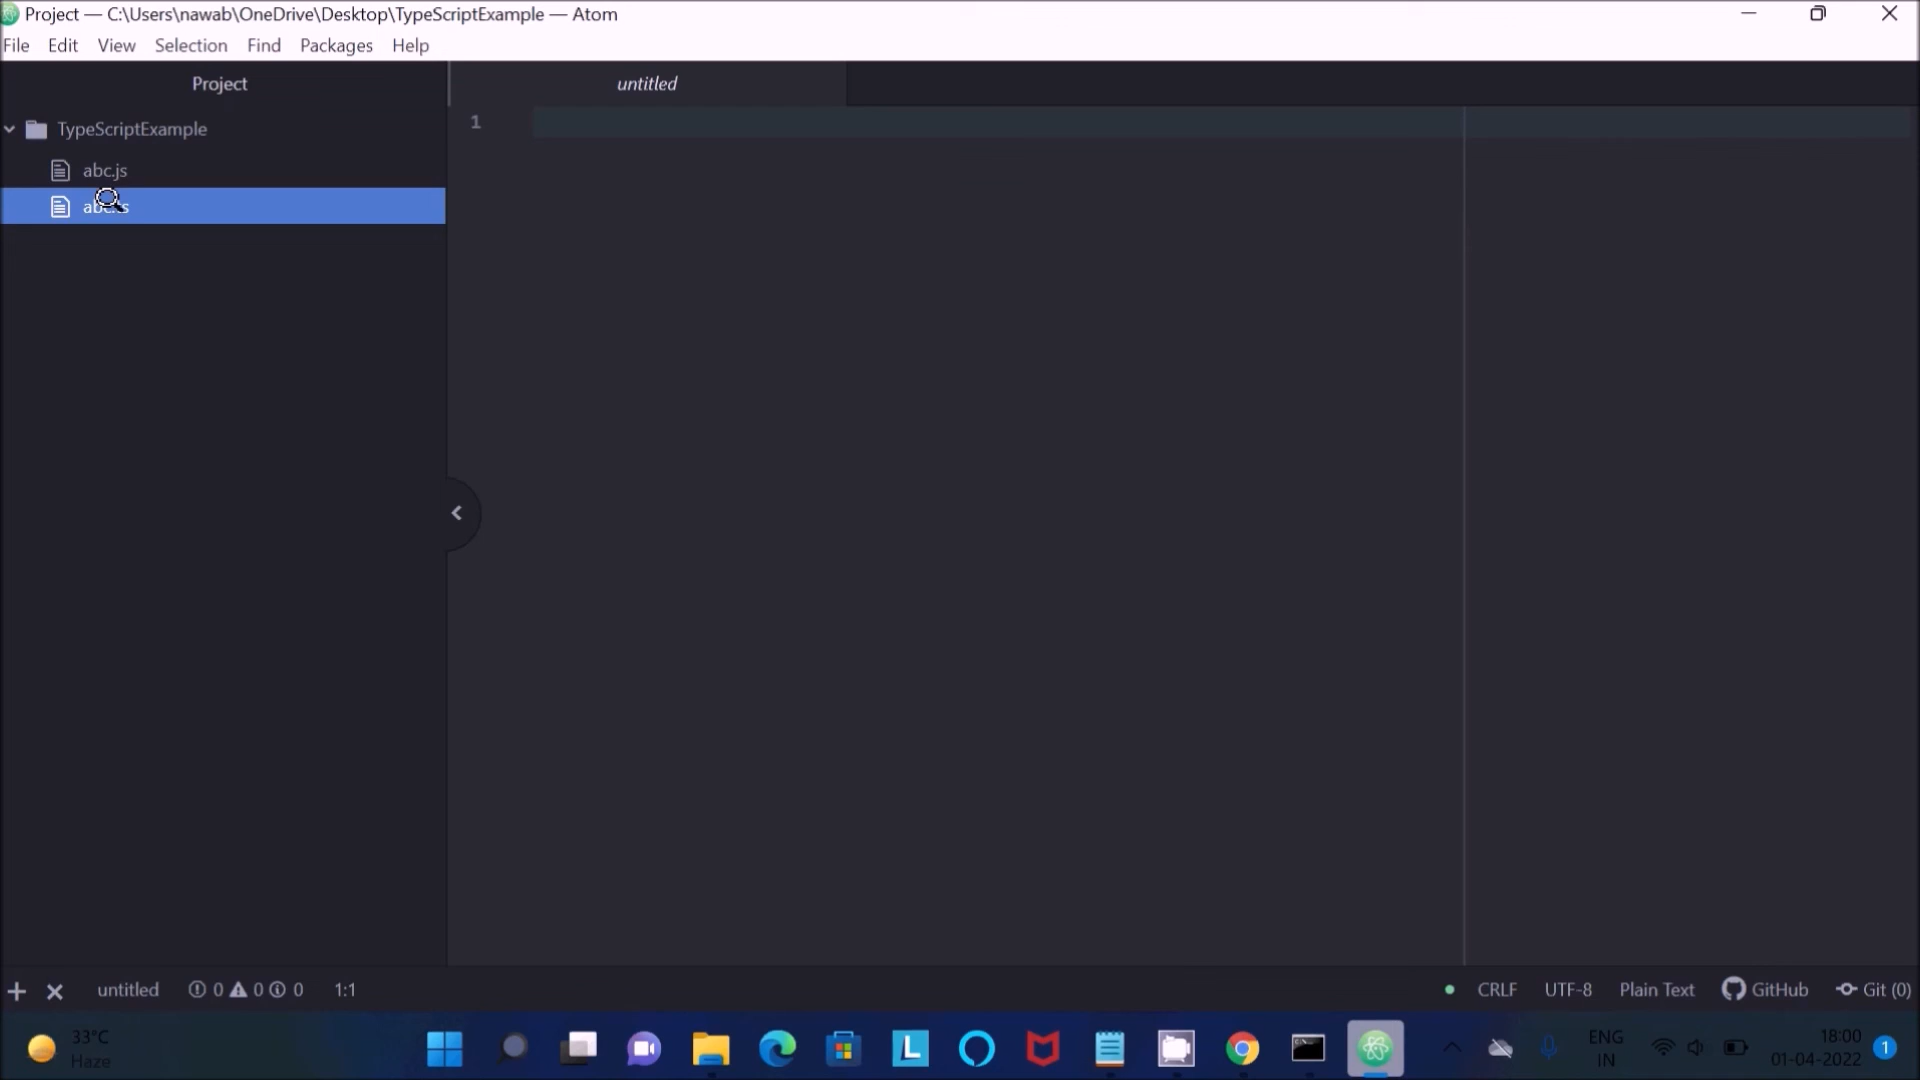 Project — C:\Users\nawab\OneDrive\Desktop\TypeScriptExample — Atom
File Edit View Selection Find Packages Help
Project
untitled
TypeScriptExample
1
abc.js
untitled 0 0 0 1:1
CRLF UTF-8 Plain Text GitHub Git (0)
33°C
Haze
L
ENG
IN
18:00
01-04-2022
1